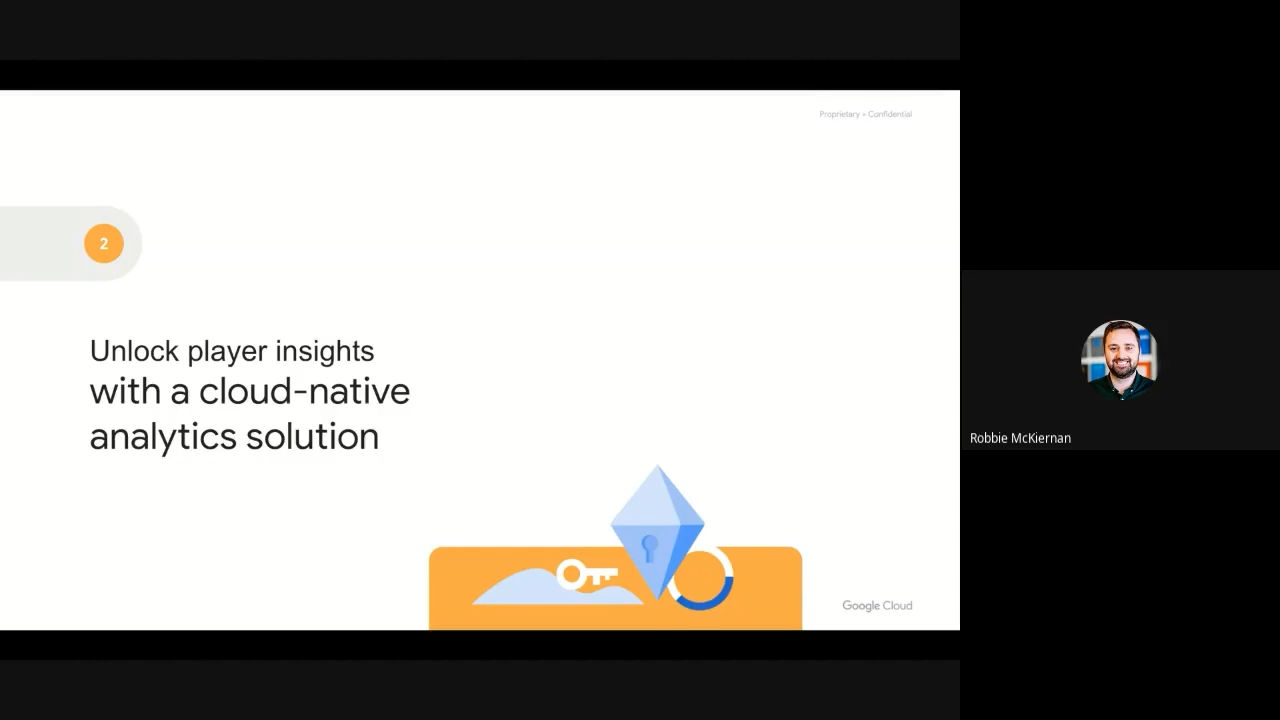 Proprietary + Confidential
2
Unlock player insights
with a cloud-native
analytics solution
Google Cloud
Robbie McKiernan